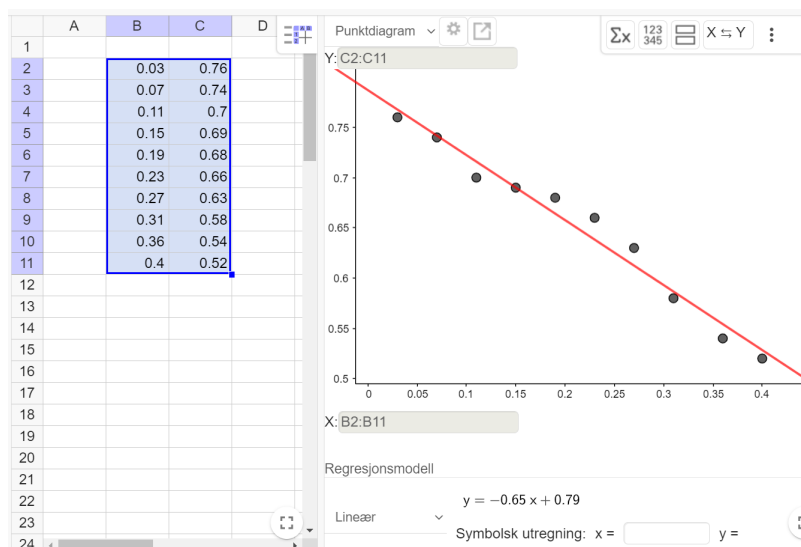 A B C D
1
2 0.03 0.76
3 0.07 0.74
4 0.11 0.7
5 0.15 0.69
6 0.19 0.68
7 0.23 0.66
8 0.27 0.63
9 0.31 0.58
10 0.36 0.54
11 0.4 0.52
12
13
14
15
16
17
18
19
20
21
22
23
24
Punktdiagram
Σx 123 345 X ⇆ Y
Y: C2:C11
0.75
0.7
0.65
0.6
0.55
0.5
0 0.05 0.1 0.15 0.2 0.25 0.3 0.35 0.4
X: B2:B11
Regresjonsmodell
y = −0.65 x + 0.79
Lineær
Symbolsk utregning: x = y =